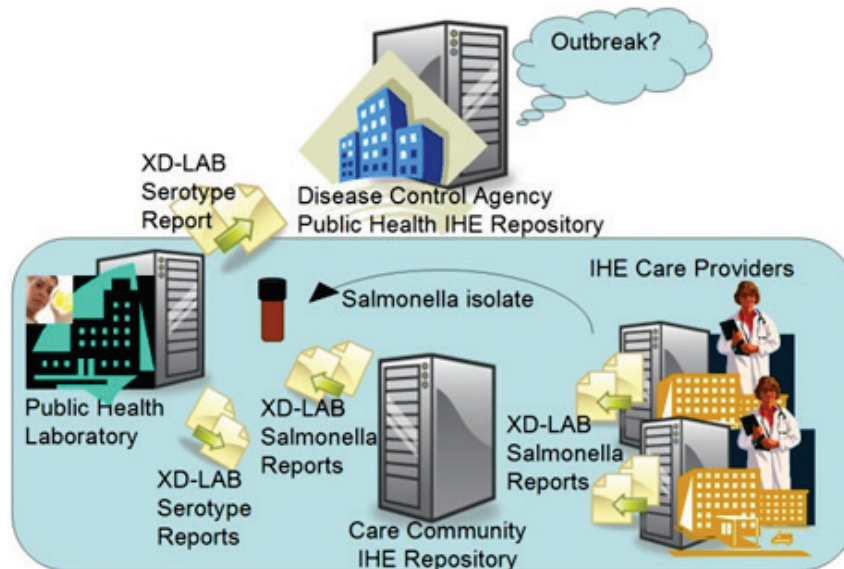 Outbreak?
XD-LAB
Serotype
Report
Disease Control Agency
Public Health IHE Repository
IHE Care Providers
Salmonella isolate
Public Health
Laboratory
XD-LAB
Salmonella
Reports
XD-LAB
Serotype
Reports
XD-LAB
Salmonella
Reports
Care Community
IHE Repository